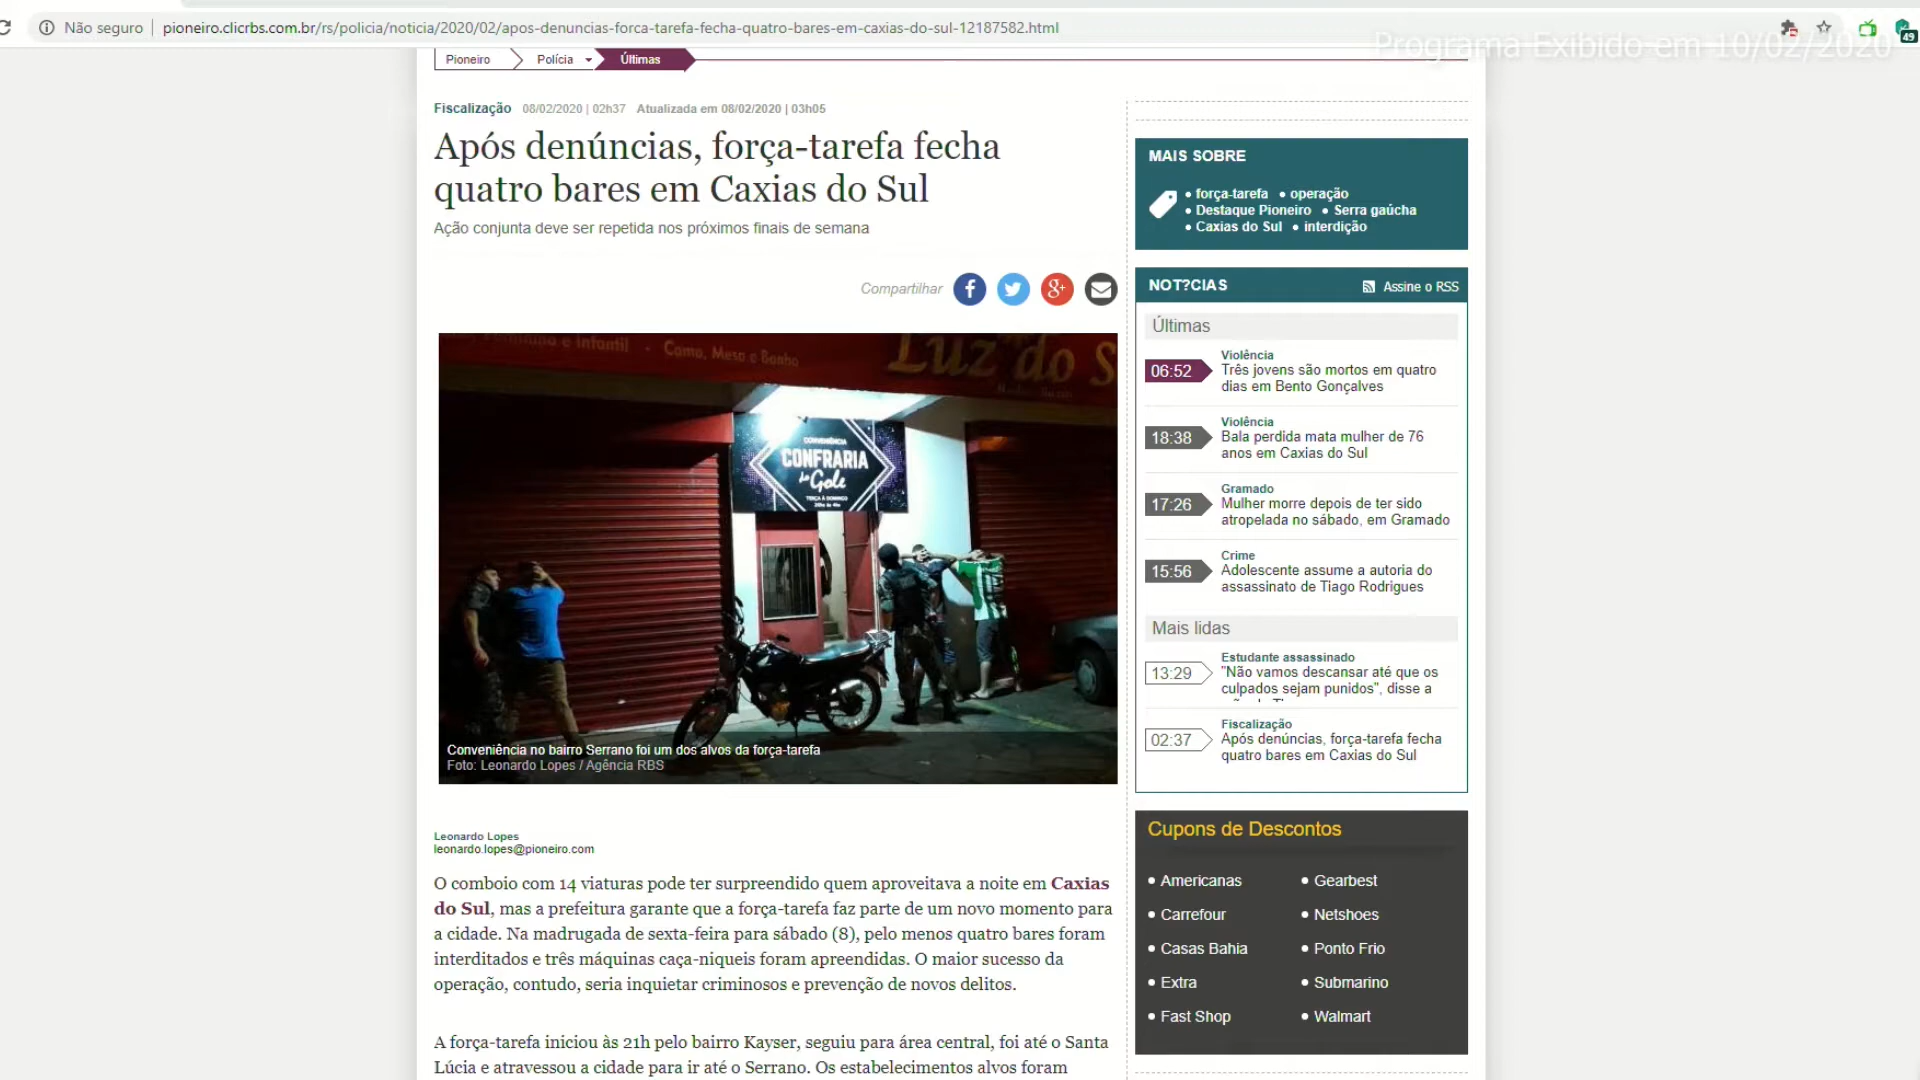 Não seguro
pioneiro.clicrbs.com.br/rs/policia/noticia/2020/02/apos-denuncias-forca-tarefa-fecha-quatro-bares-em-caxias-do-sul-12187582.html
49
Programa Exibido em 10/02/2020
Pioneiro
Polícia
Últimas
Fiscalização 08/02/2020 | 02h37 Atualizada em 08/02/2020 | 03h05
Após denúncias, força-tarefa fecha
quatro bares em Caxias do Sul
Ação conjunta deve ser repetida nos próximos finais de semana
Compartilhar
e Infantil - Cama, Mesa e Banho
Luz do S
CONVENIÊNCIA
CONFRARIA
do Gole
TERÇA À DOMINGO
Conveniência no bairro Serrano foi um dos alvos da força-tarefa
Foto: Leonardo Lopes / Agência RBS
Leonardo Lopes
leonardo.lopes@pioneiro.com
O comboio com 14 viaturas pode ter surpreendido quem aproveitava a noite em Caxias
do Sul, mas a prefeitura garante que a força-tarefa faz parte de um novo momento para
a cidade. Na madrugada de sexta-feira para sábado (8), pelo menos quatro bares foram
interditados e três máquinas caça-niqueis foram apreendidas. O maior sucesso da
operação, contudo, seria inquietar criminosos e prevenção de novos delitos.
A força-tarefa iniciou às 21h pelo bairro Kayser, seguiu para área central, foi até o Santa
Lúcia e atravessou a cidade para ir até o Serrano. Os estabelecimentos alvos foram
MAIS SOBRE
• força-tarefa • operação
• Destaque Pioneiro • Serra gaúcha
• Caxias do Sul • interdição
NOT?CIAS
Assine o RSS
Últimas
06:52
Violência
Três jovens são mortos em quatro
dias em Bento Gonçalves
18:38
Violência
Bala perdida mata mulher de 76
anos em Caxias do Sul
17:26
Gramado
Mulher morre depois de ter sido
atropelada no sábado, em Gramado
15:56
Crime
Adolescente assume a autoria do
assassinato de Tiago Rodrigues
Mais lidas
13:29
Estudante assassinado
"Não vamos descansar até que os
culpados sejam punidos", disse a
02:37
Fiscalização
Após denúncias, força-tarefa fecha
quatro bares em Caxias do Sul
Cupons de Descontos
• Americanas
• Gearbest
• Carrefour
• Netshoes
• Casas Bahia
• Ponto Frio
• Extra
• Submarino
• Fast Shop
• Walmart